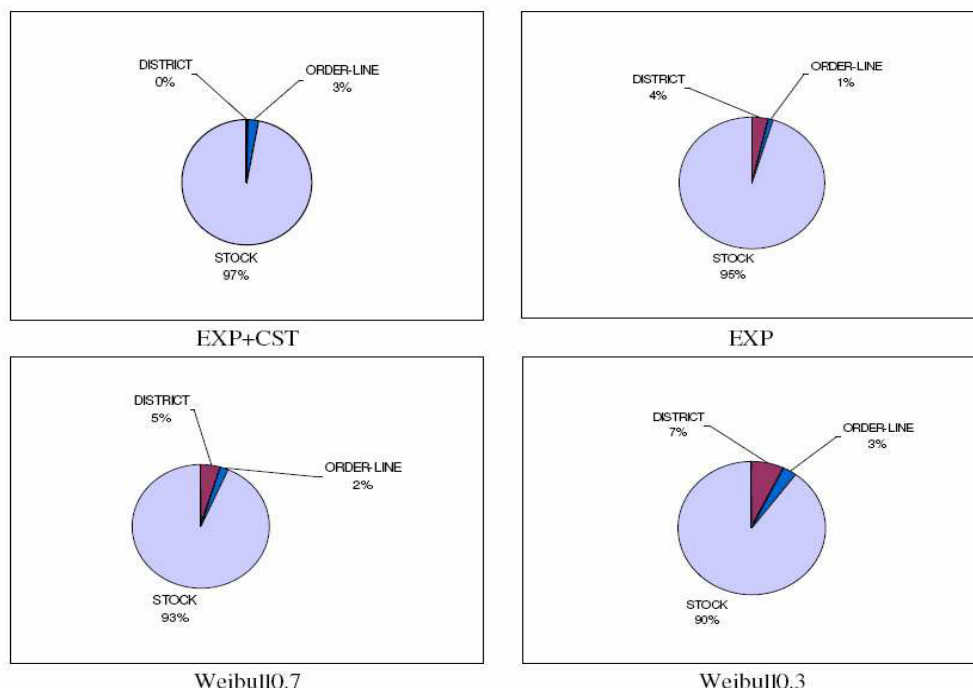 DISTRICT
0%
ORDER-LINE
3%
STOCK
97%
EXP+CST
DISTRICT
4%
ORDER-LINE
1%
STOCK
95%
EXP
DISTRICT
5%
ORDER-LINE
2%
STOCK
93%
Weibull0.7
DISTRICT
7%
ORDER-LINE
3%
STOCK
90%
Weibull0.3